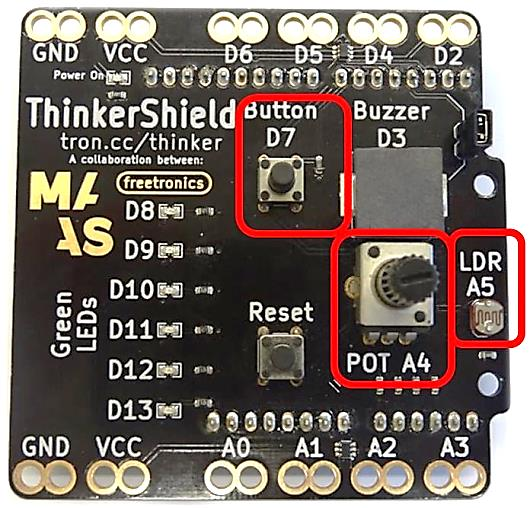 GND VCC D6 D5 D4 D2
Power On
ThinkerShield
tron.cc/thinker
A collaboration between:
MA
AS
freetronics
Button
D7
Buzzer
D3
D8
D9
D10
D11
D12
D13
Green
LEDs
Reset
LDR
A5
POT A4
GND VCC A0 A1 A2 A3